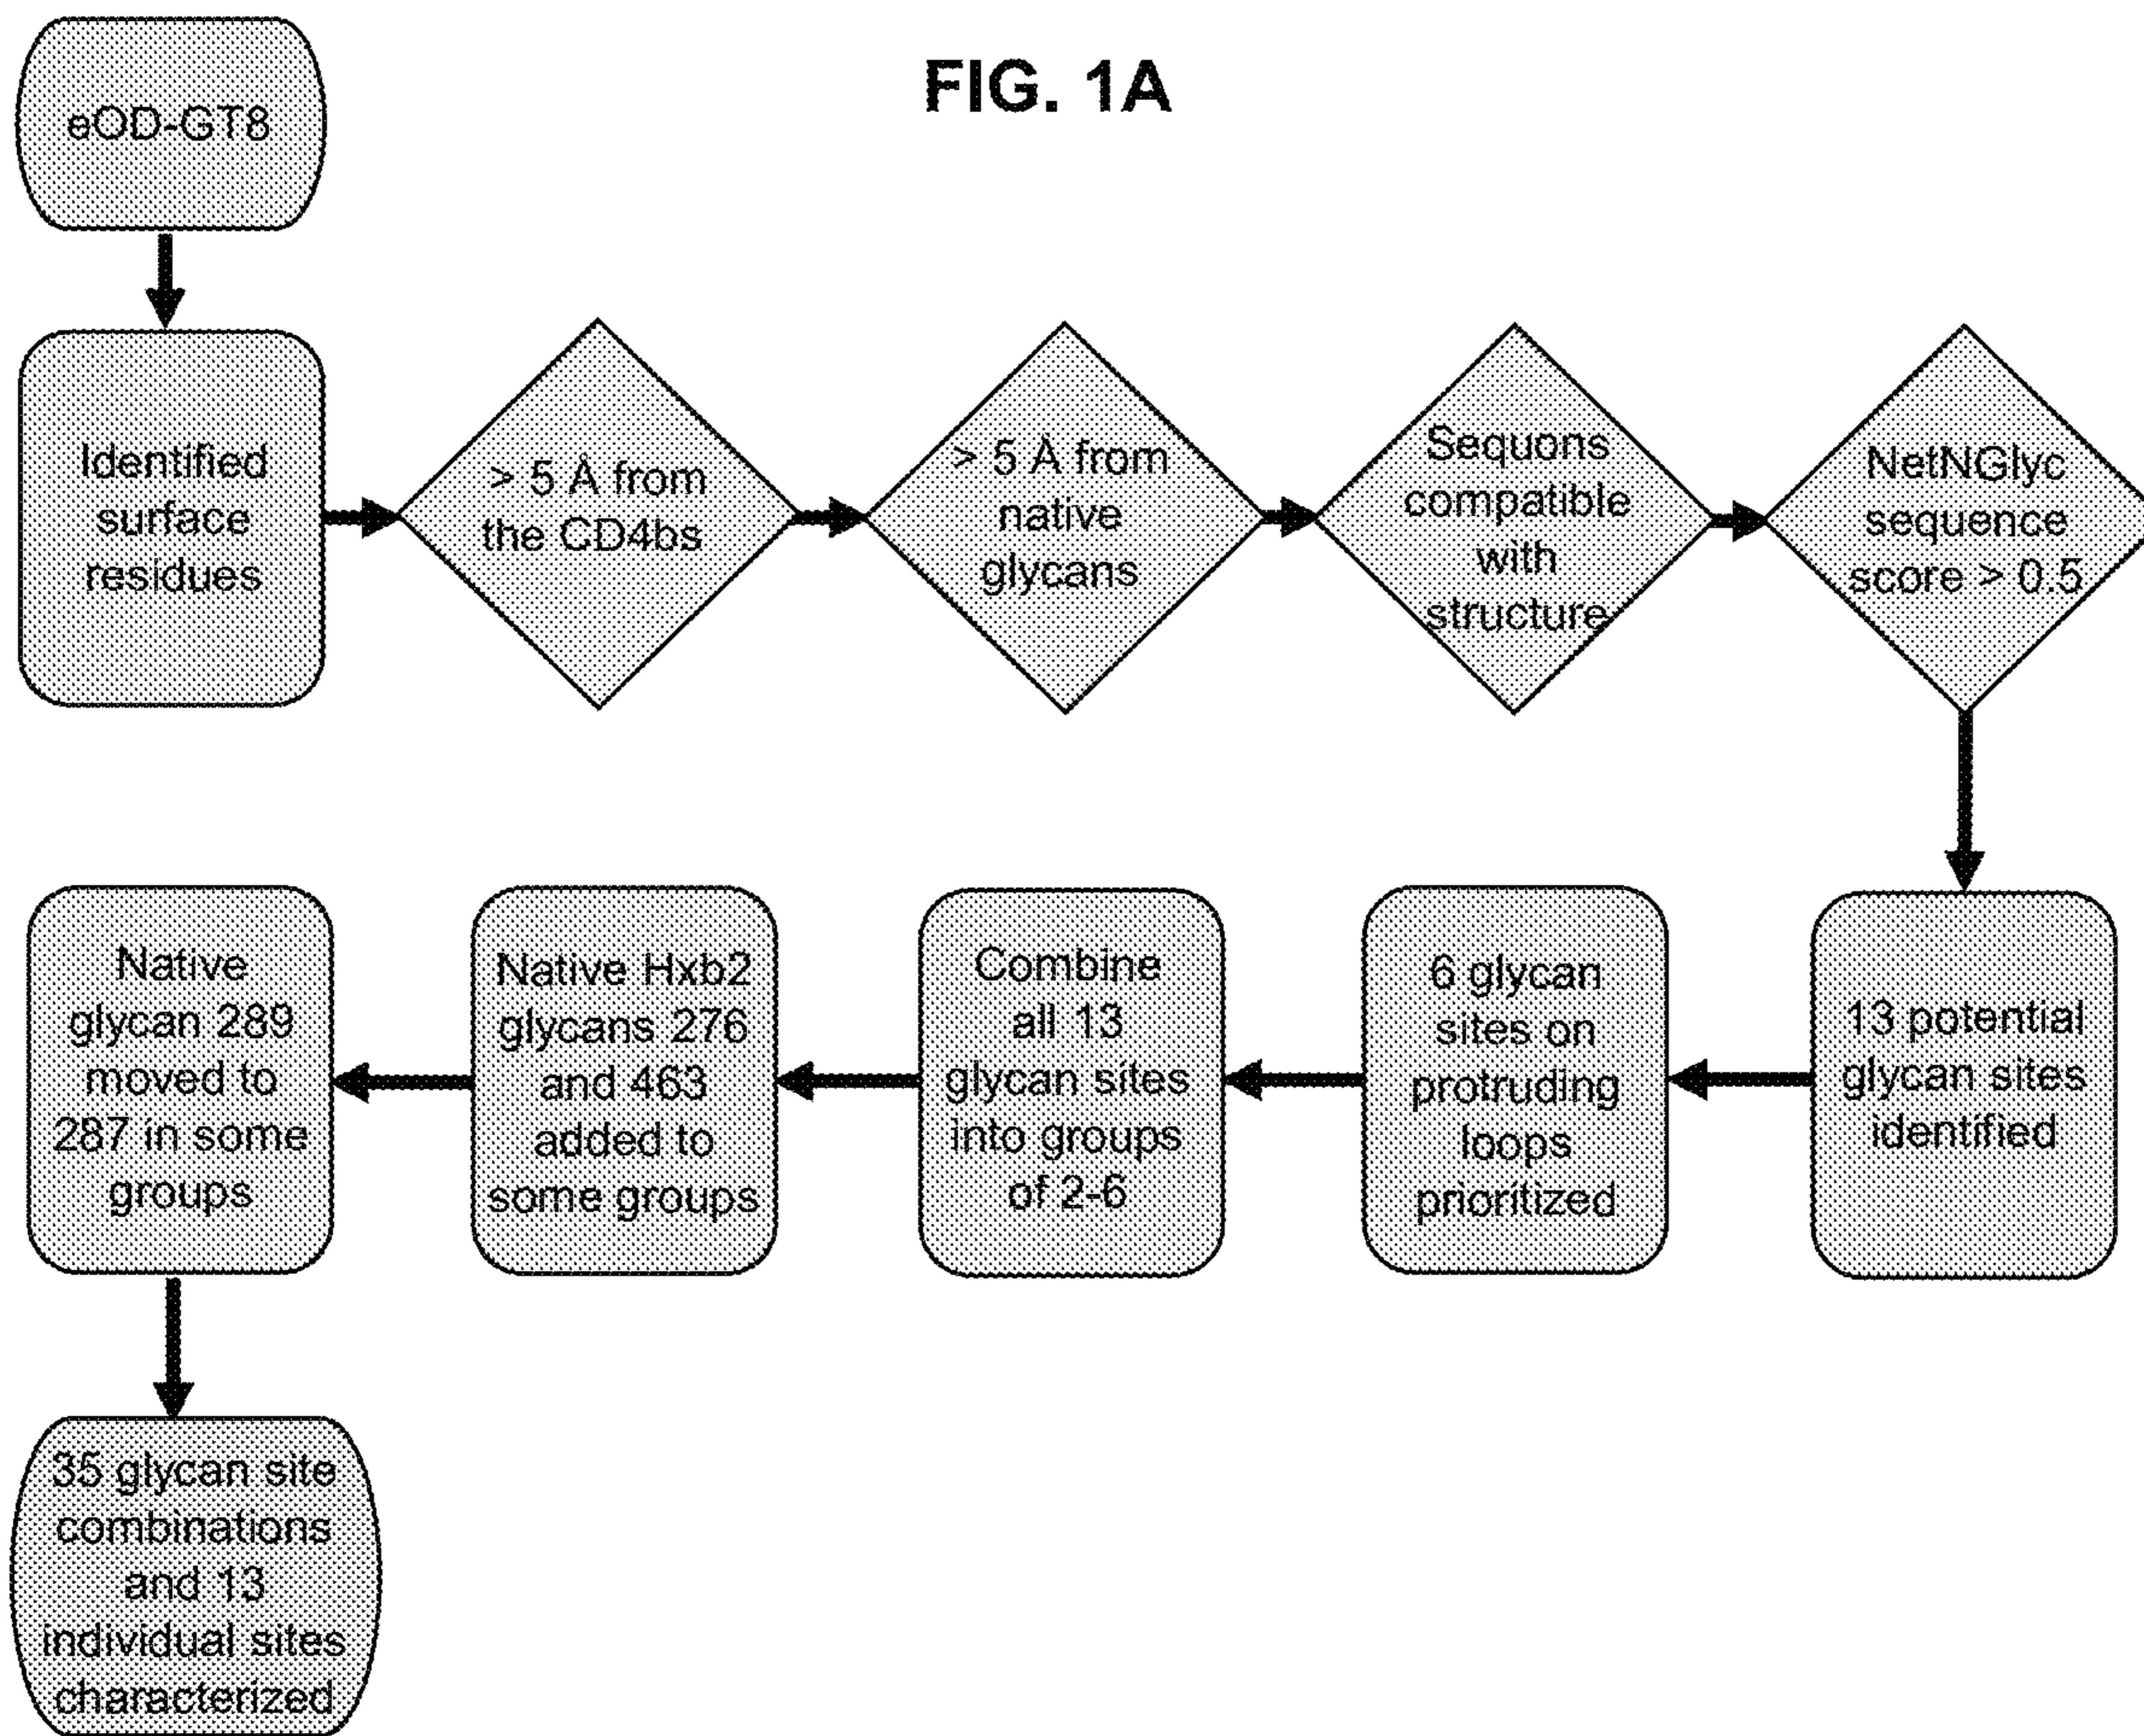 FIG. 1A
eOD-GT8
Identified
surface
residues
> 5 Å from
the CD4bs
> 5 Å from
native
glycans
Sequons
compatible
with
structure
NetNGlyc
sequence
score > 0.5
13 potential
glycan sites
identified
6 glycan
sites on
protruding
loops
prioritized
Combine
all 13
glycan sites
into groups
of 2-6
Native Hxb2
glycans 276
and 463
added to
some groups
Native
glycan 289
moved to
287 in some
groups
35 glycan site
combinations
and 13
individual sites
characterized